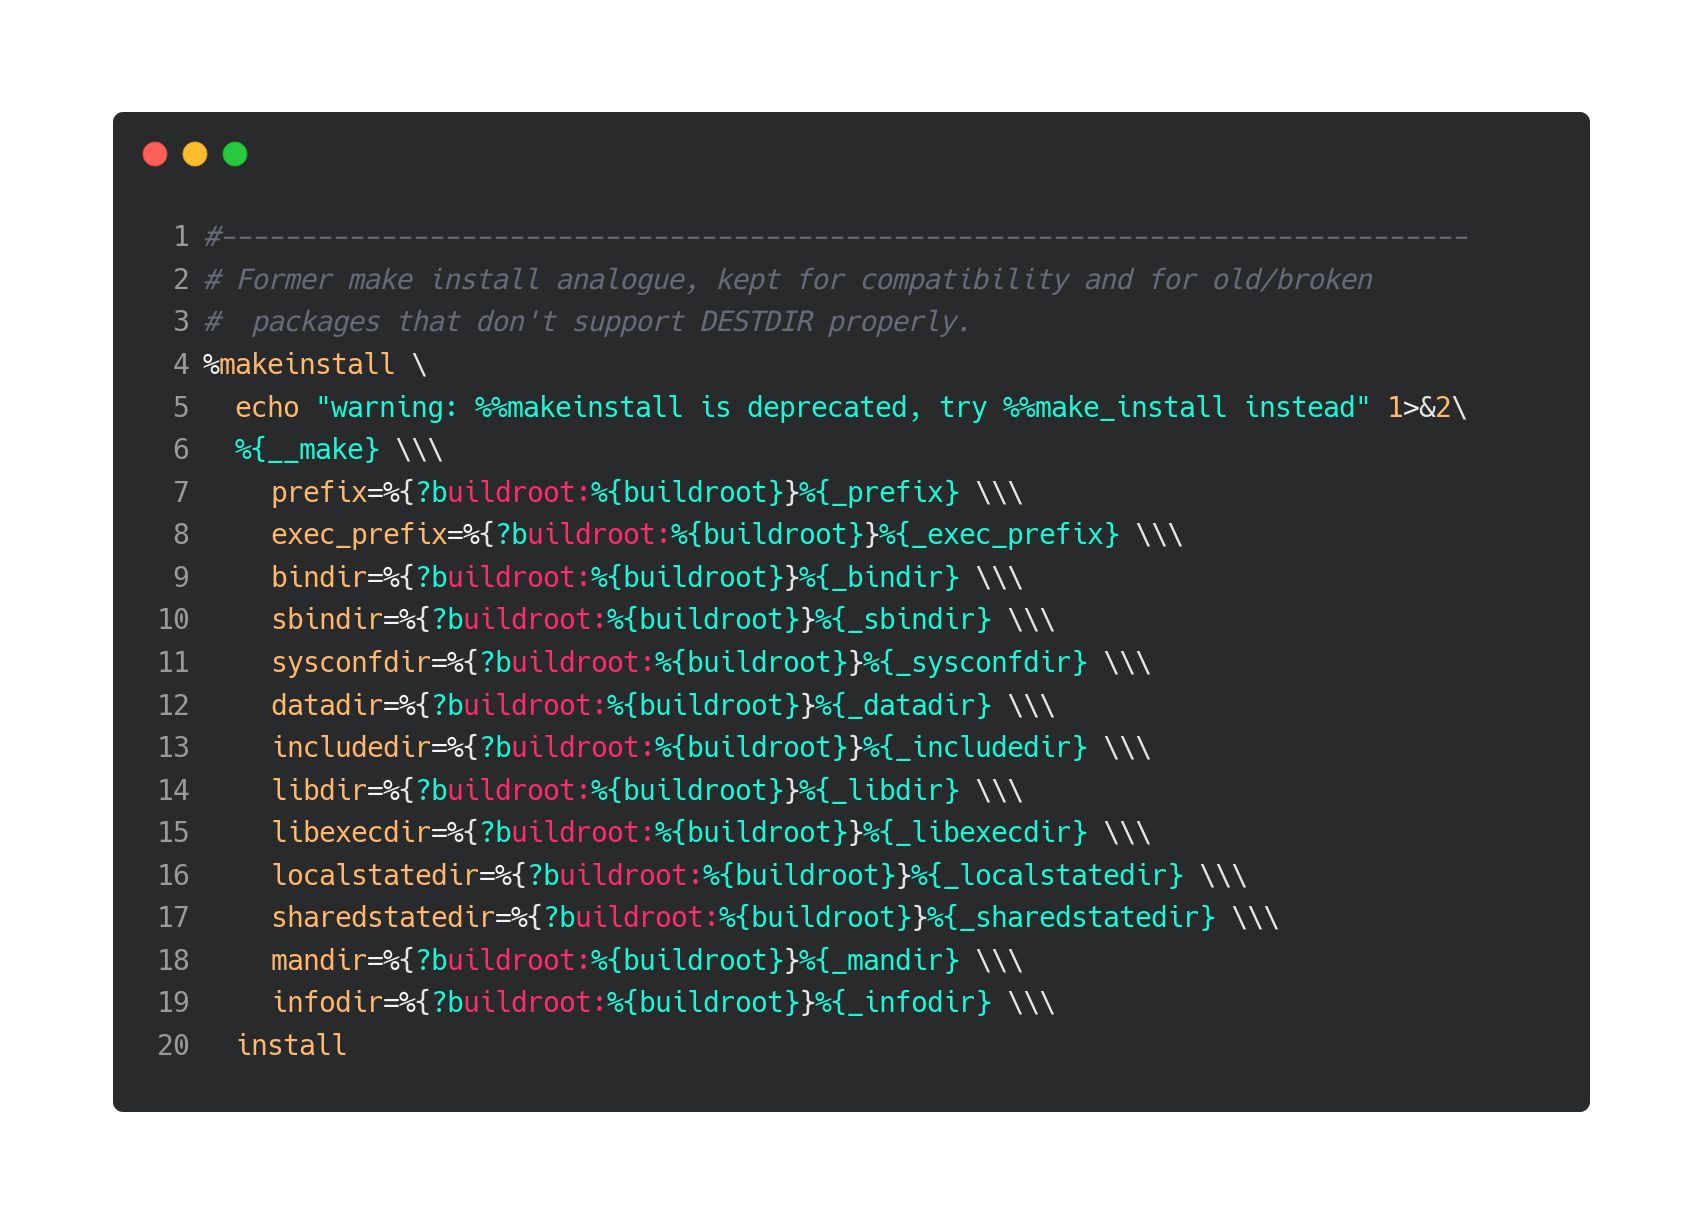 1 #------------------------------------------------------------------------------
2 # Former make install analogue, kept for compatibility and for old/broken
3 #  packages that don't support DESTDIR properly.
4 %makeinstall \
5   echo "warning: %%makeinstall is deprecated, try %%make_install instead" 1>&2\
6   %{__make} \\\
7     prefix=%{?buildroot:%{buildroot}}%{_prefix} \\\
8     exec_prefix=%{?buildroot:%{buildroot}}%{_exec_prefix} \\\
9     bindir=%{?buildroot:%{buildroot}}%{_bindir} \\\
10     sbindir=%{?buildroot:%{buildroot}}%{_sbindir} \\\
11     sysconfdir=%{?buildroot:%{buildroot}}%{_sysconfdir} \\\
12     datadir=%{?buildroot:%{buildroot}}%{_datadir} \\\
13     includedir=%{?buildroot:%{buildroot}}%{_includedir} \\\
14     libdir=%{?buildroot:%{buildroot}}%{_libdir} \\\
15     libexecdir=%{?buildroot:%{buildroot}}%{_libexecdir} \\\
16     localstatedir=%{?buildroot:%{buildroot}}%{_localstatedir} \\\
17     sharedstatedir=%{?buildroot:%{buildroot}}%{_sharedstatedir} \\\
18     mandir=%{?buildroot:%{buildroot}}%{_mandir} \\\
19     infodir=%{?buildroot:%{buildroot}}%{_infodir} \\\
20   install